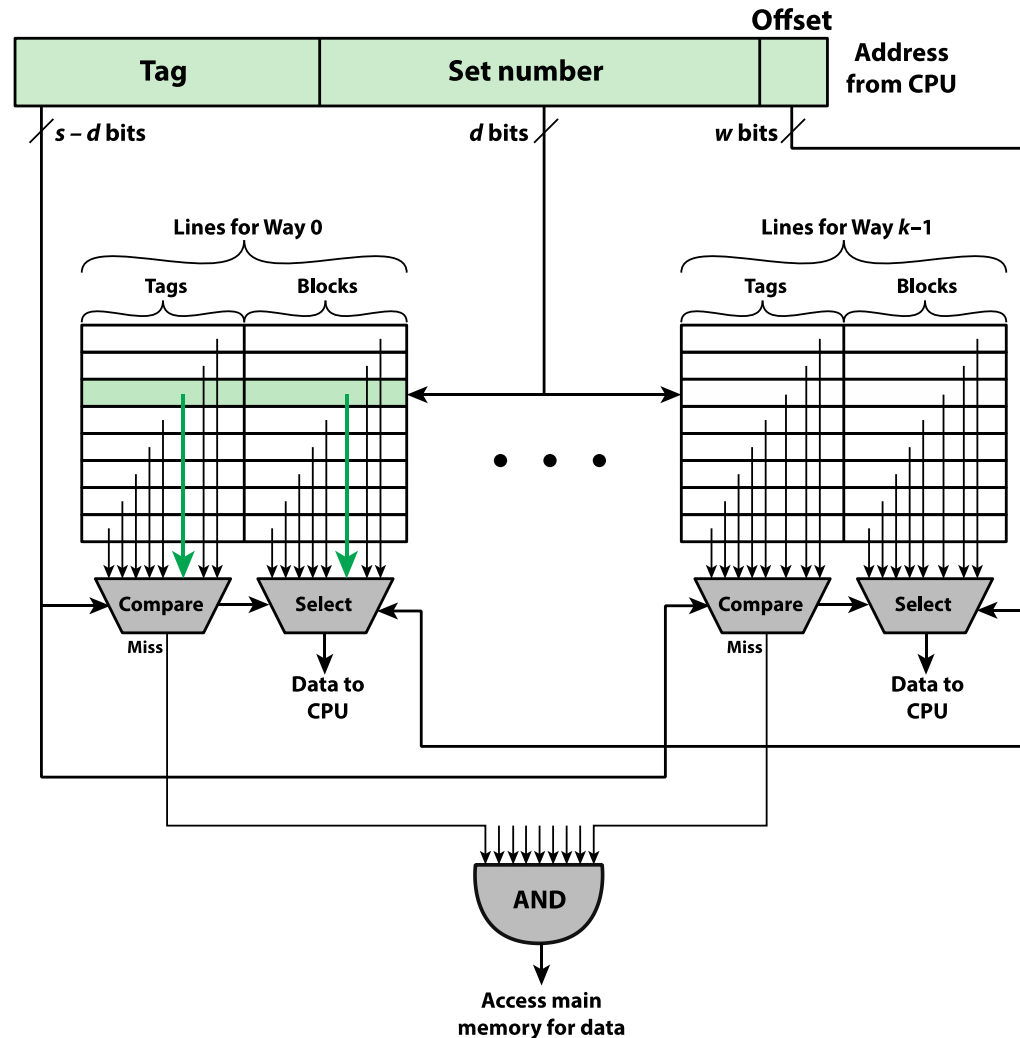 Offset
Tag
Set number
Address
from CPU
s – d bits
d bits
w bits
Lines for Way 0
Lines for Way k–1
Tags
Blocks
Tags
Blocks
Compare
Select
Compare
Select
Miss
Miss
Data to
CPU
Data to
CPU
AND
Access main
memory for data